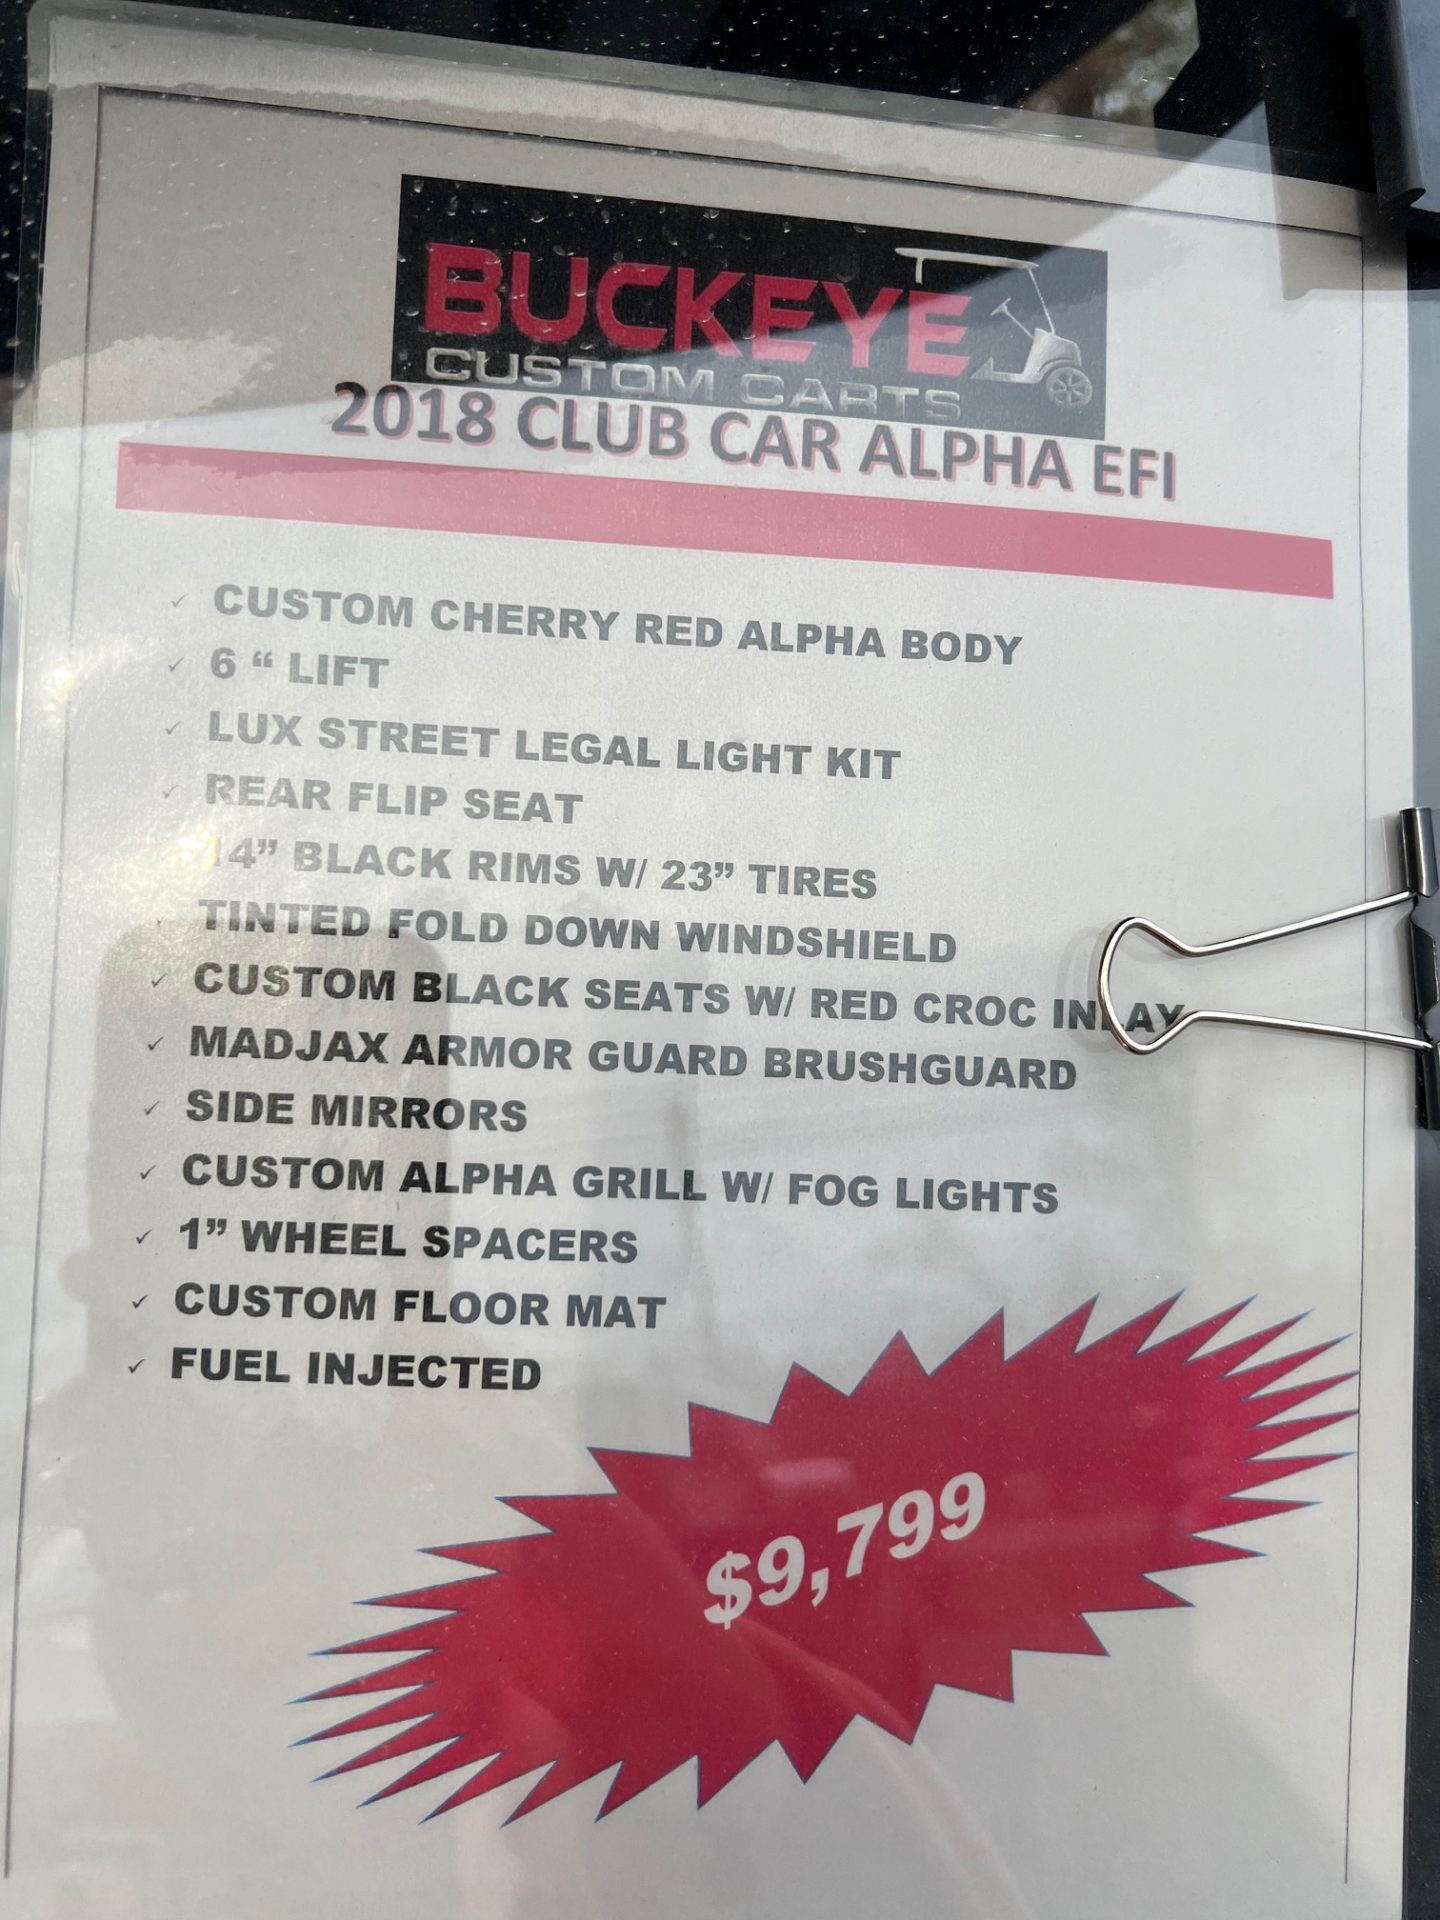 BUCKEYE
CUSTOM CARTS
2018 CLUB CAR ALPHA EFI
✓ CUSTOM CHERRY RED ALPHA BODY
✓ 6 “ LIFT
✓ LUX STREET LEGAL LIGHT KIT
✓ REAR FLIP SEAT
14” BLACK RIMS W/ 23” TIRES
TINTED FOLD DOWN WINDSHIELD
✓ CUSTOM BLACK SEATS W/ RED CROC INLAY
✓ MADJAX ARMOR GUARD BRUSHGUARD
✓ SIDE MIRRORS
✓ CUSTOM ALPHA GRILL W/ FOG LIGHTS
✓ 1” WHEEL SPACERS
✓ CUSTOM FLOOR MAT
✓ FUEL INJECTED
$9,799